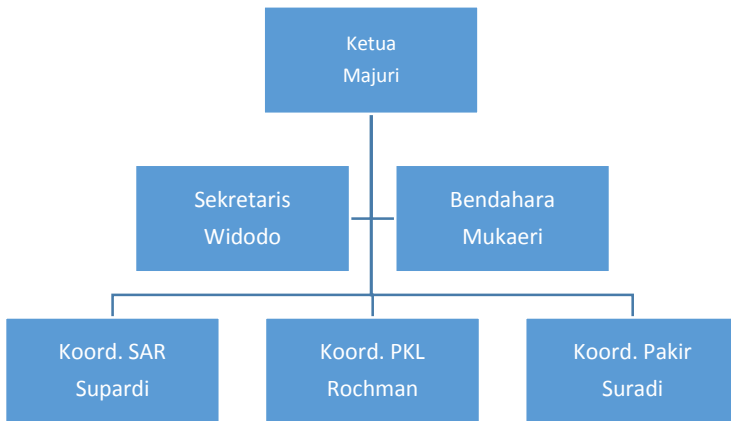 Ketua
Majuri
Sekretaris
Widodo
Bendahara
Mukaeri
Koord. SAR
Supardi
Koord. PKL
Rochman
Koord. Pakir
Suradi